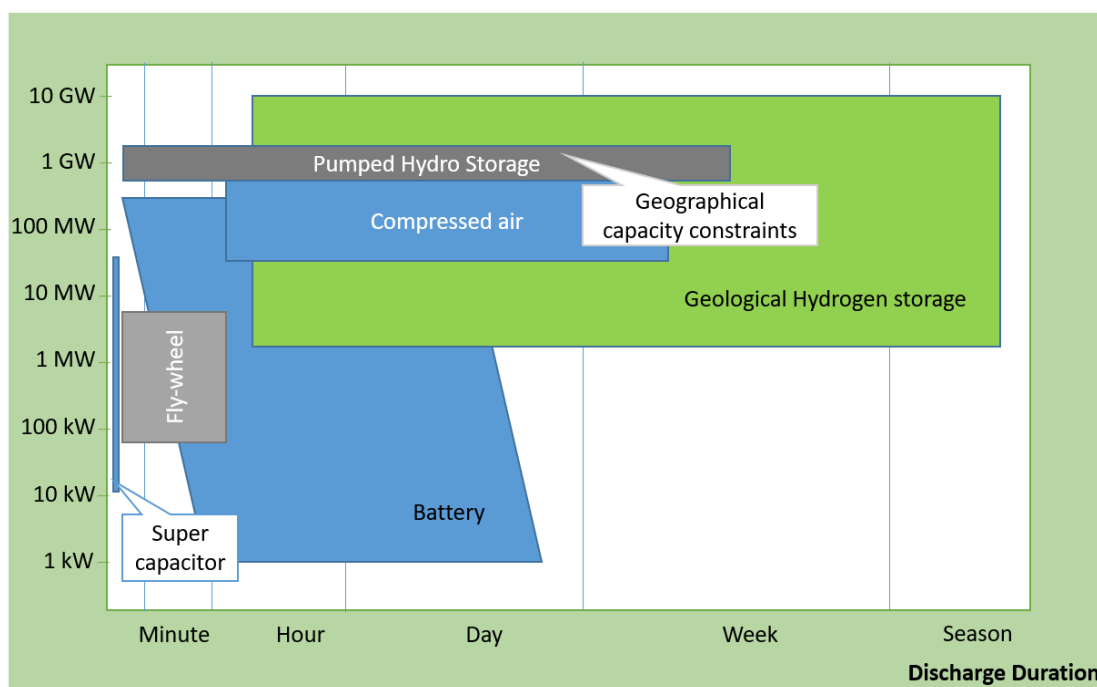 10 GW
1 GW
100 MW
10 MW
1 MW
100 kW
10 kW
1 kW
Pumped Hydro Storage
Geographical
capacity constraints
Compressed air
Geological Hydrogen storage
Fly-wheel
Battery
Super
capacitor
Minute
Hour
Day
Week
Season
Discharge Duration